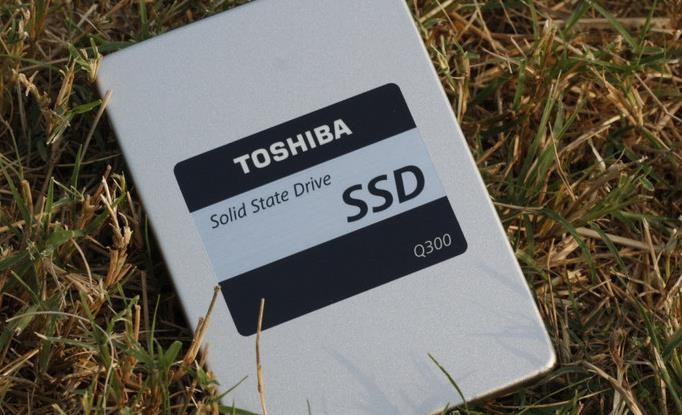 TOSHIBA
Solid State Drive
SSD
Q300